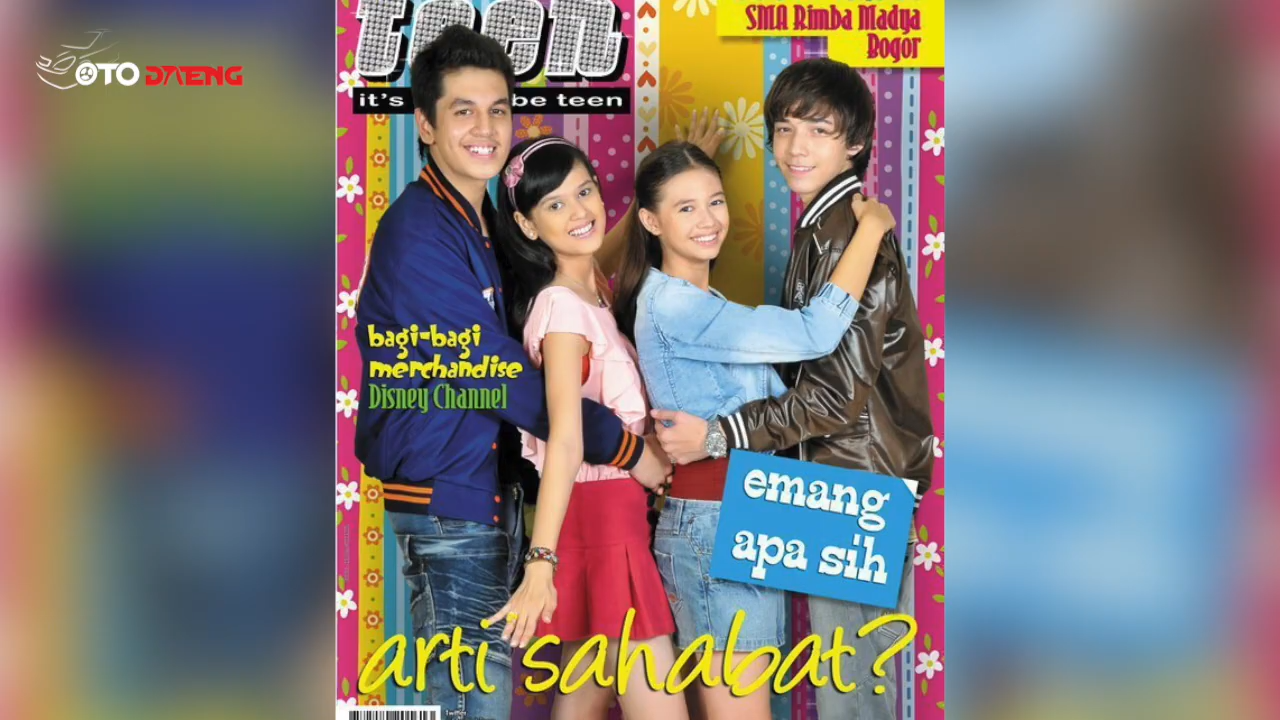 OTO DAENG
teen
it's
be teen
SMA Rimba Madya
Bogor
bagi-bagi
merchandise
Disney Channel
emang
apa sih
arti sahabat?